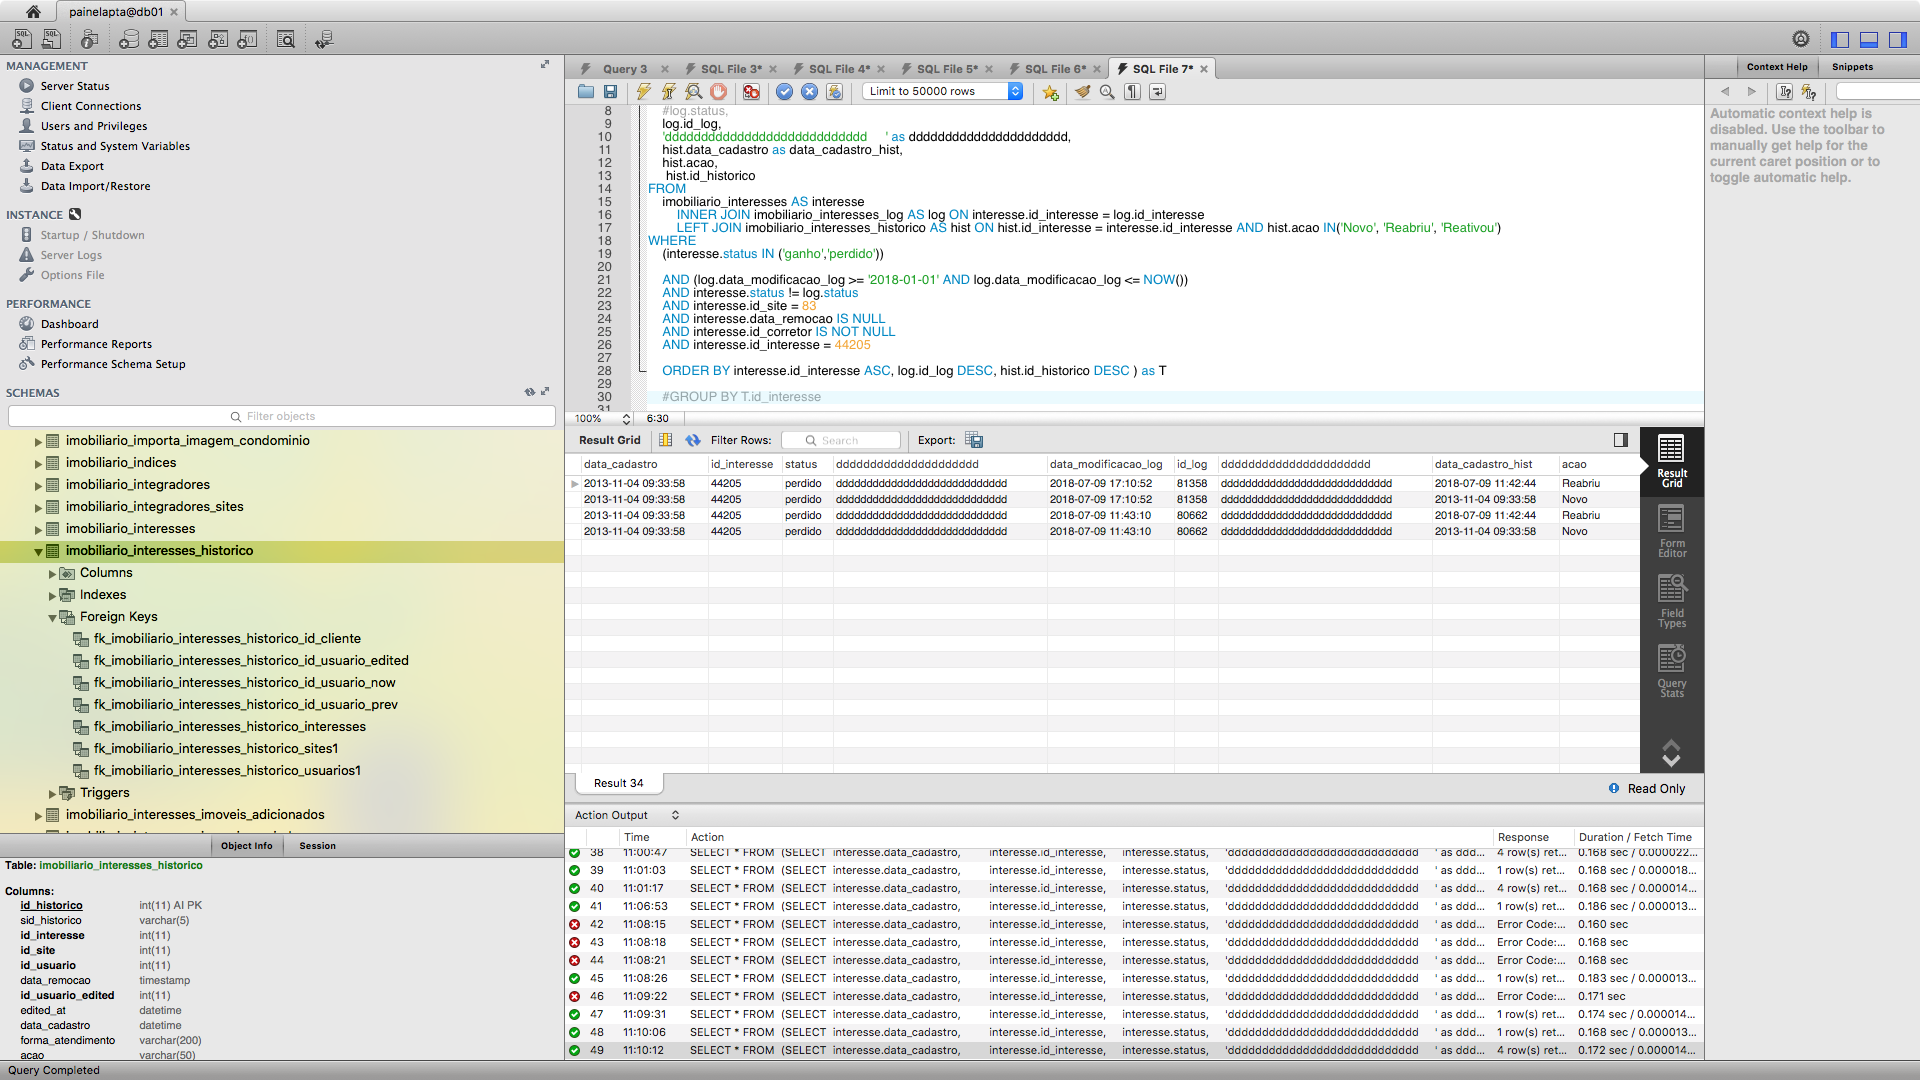 painelapta@db01
MANAGEMENT
Server Status
Client Connections
Users and Privileges
Status and System Variables
Data Export
Data Import/Restore
INSTANCE
Startup / Shutdown
Server Logs
Options File
PERFORMANCE
Dashboard
Performance Reports
Performance Schema Setup
SCHEMAS
Filter objects
imobiliario_importa_imagem_condominio
imobiliario_indices
imobiliario_integradores
imobiliario_integradores_sites
imobiliario_interesses
imobiliario_interesses_historico
Columns
Indexes
Foreign Keys
fk_imobiliario_interesses_historico_id_cliente
fk_imobiliario_interesses_historico_id_usuario_edited
fk_imobiliario_interesses_historico_id_usuario_now
fk_imobiliario_interesses_historico_id_usuario_prev
fk_imobiliario_interesses_historico_interesses
fk_imobiliario_interesses_historico_sites1
fk_imobiliario_interesses_historico_usuarios1
Triggers
imobiliario_interesses_imoveis_adicionados
Object Info Session
Table: imobiliario_interesses_historico
Columns:
id_historico int(11) AI PK
sid_historico varchar(5)
id_interesse int(11)
id_site int(11)
id_usuario int(11)
data_remocao timestamp
id_usuario_edited int(11)
edited_at datetime
data_cadastro datetime
forma_atendimento varchar(200)
acao varchar(50)
Query Completed
Query 3 SQL File 3* SQL File 4* SQL File 5* SQL File 6* SQL File 7*
Limit to 50000 rows
8 #log.status,
9 log.id_log,
10 'dddddddddddddddddddddddddddd ' as dddddddddddddddddddddd,
11 hist.data_cadastro as data_cadastro_hist,
12 hist.acao,
13 hist.id_historico
14 FROM
15 imobiliario_interesses AS interesse
16 INNER JOIN imobiliario_interesses_log AS log ON interesse.id_interesse = log.id_interesse
17 LEFT JOIN imobiliario_interesses_historico AS hist ON hist.id_interesse = interesse.id_interesse AND hist.acao IN('Novo', 'Reabriu', 'Reativou')
18 WHERE
19 (interesse.status IN ('ganho','perdido'))
20
21 AND (log.data_modificacao_log >= '2018-01-01' AND log.data_modificacao_log <= NOW())
22 AND interesse.status != log.status
23 AND interesse.id_site = 83
24 AND interesse.data_remocao IS NULL
25 AND interesse.id_corretor IS NOT NULL
26 AND interesse.id_interesse = 44205
27
28 ORDER BY interesse.id_interesse ASC, log.id_log DESC, hist.id_historico DESC ) as T
29
30 #GROUP BY T.id_interesse
31
100% 6:30
Result Grid Filter Rows: Search Export:
data_cadastro id_interesse status dddddddddddddddddddddd data_modificacao_log id_log dddddddddddddddddddddd data_cadastro_hist acao
2013-11-04 09:33:58 44205 perdido dddddddddddddddddddddddddddd 2018-07-09 17:10:52 81358 dddddddddddddddddddddddddddd 2018-07-09 11:42:44 Reabriu
2013-11-04 09:33:58 44205 perdido dddddddddddddddddddddddddddd 2018-07-09 17:10:52 81358 dddddddddddddddddddddddddddd 2013-11-04 09:33:58 Novo
2013-11-04 09:33:58 44205 perdido dddddddddddddddddddddddddddd 2018-07-09 11:43:10 80662 dddddddddddddddddddddddddddd 2018-07-09 11:42:44 Reabriu
2013-11-04 09:33:58 44205 perdido dddddddddddddddddddddddddddd 2018-07-09 11:43:10 80662 dddddddddddddddddddddddddddd 2013-11-04 09:33:58 Novo
Result Grid
Form Editor
Field Types
Query Stats
Result 34
Read Only
Action Output
Time Action Response Duration / Fetch Time
38 11:00:47 SELECT * FROM (SELECT interesse.data_cadastro, interesse.id_interesse, interesse.status, 'dddddddddddddddddddddddddddd ' as ddd... 4 row(s) ret... 0.168 sec / 0.000022...
39 11:01:03 SELECT * FROM (SELECT interesse.data_cadastro, interesse.id_interesse, interesse.status, 'dddddddddddddddddddddddddddd ' as ddd... 1 row(s) ret... 0.168 sec / 0.000018...
40 11:01:17 SELECT * FROM (SELECT interesse.data_cadastro, interesse.id_interesse, interesse.status, 'dddddddddddddddddddddddddddd ' as ddd... 4 row(s) ret... 0.168 sec / 0.000014...
41 11:06:53 SELECT * FROM (SELECT interesse.data_cadastro, interesse.id_interesse, interesse.status, 'dddddddddddddddddddddddddddd ' as ddd... 1 row(s) ret... 0.186 sec / 0.000013...
42 11:08:15 SELECT * FROM (SELECT interesse.data_cadastro, interesse.id_interesse, interesse.status, 'dddddddddddddddddddddddddddd ' as ddd... Error Code:... 0.160 sec
43 11:08:18 SELECT * FROM (SELECT interesse.data_cadastro, interesse.id_interesse, interesse.status, 'dddddddddddddddddddddddddddd ' as ddd... Error Code:... 0.168 sec
44 11:08:21 SELECT * FROM (SELECT interesse.data_cadastro, interesse.id_interesse, interesse.status, 'dddddddddddddddddddddddddddd ' as ddd... Error Code:... 0.168 sec
45 11:08:26 SELECT * FROM (SELECT interesse.data_cadastro, interesse.id_interesse, interesse.status, 'dddddddddddddddddddddddddddd ' as ddd... 1 row(s) ret... 0.183 sec / 0.000013...
46 11:09:22 SELECT * FROM (SELECT interesse.data_cadastro, interesse.id_interesse, interesse.status, 'dddddddddddddddddddddddddddd ' as ddd... Error Code:... 0.171 sec
47 11:09:31 SELECT * FROM (SELECT interesse.data_cadastro, interesse.id_interesse, interesse.status, 'dddddddddddddddddddddddddddd ' as ddd... 1 row(s) ret... 0.174 sec / 0.000014...
48 11:10:06 SELECT * FROM (SELECT interesse.data_cadastro, interesse.id_interesse, interesse.status, 'dddddddddddddddddddddddddddd ' as ddd... 1 row(s) ret... 0.168 sec / 0.000013...
49 11:10:12 SELECT * FROM (SELECT interesse.data_cadastro, interesse.id_interesse, interesse.status, 'dddddddddddddddddddddddddddd ' as ddd... 4 row(s) ret... 0.172 sec / 0.000014...
Context Help Snippets
Automatic context help is
disabled. Use the toolbar to
manually get help for the
current caret position or to
toggle automatic help.